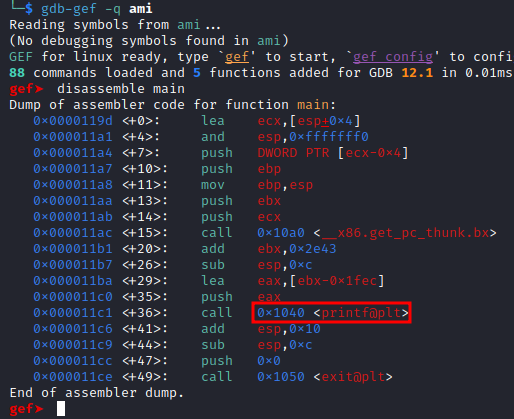 └─$ gdb-gef -q ami
Reading symbols from ami...
(No debugging symbols found in ami)
GEF for linux ready, type `gef' to start, `gef config' to confi
88 commands loaded and 5 functions added for GDB 12.1 in 0.01ms
gef➤  disassemble main
Dump of assembler code for function main:
   0x0000119d <+0>:     lea    ecx,[esp+0x4]
   0x000011a1 <+4>:     and    esp,0xfffffff0
   0x000011a4 <+7>:     push   DWORD PTR [ecx-0x4]
   0x000011a7 <+10>:    push   ebp
   0x000011a8 <+11>:    mov    ebp,esp
   0x000011aa <+13>:    push   ebx
   0x000011ab <+14>:    push   ecx
   0x000011ac <+15>:    call   0x10a0 <__x86.get_pc_thunk.bx>
   0x000011b1 <+20>:    add    ebx,0x2e43
   0x000011b7 <+26>:    sub    esp,0xc
   0x000011ba <+29>:    lea    eax,[ebx-0x1fec]
   0x000011c0 <+35>:    push   eax
   0x000011c1 <+36>:    call   0x1040 <printf@plt>
   0x000011c6 <+41>:    add    esp,0x10
   0x000011c9 <+44>:    sub    esp,0xc
   0x000011cc <+47>:    push   0x0
   0x000011ce <+49>:    call   0x1050 <exit@plt>
End of assembler dump.
gef➤